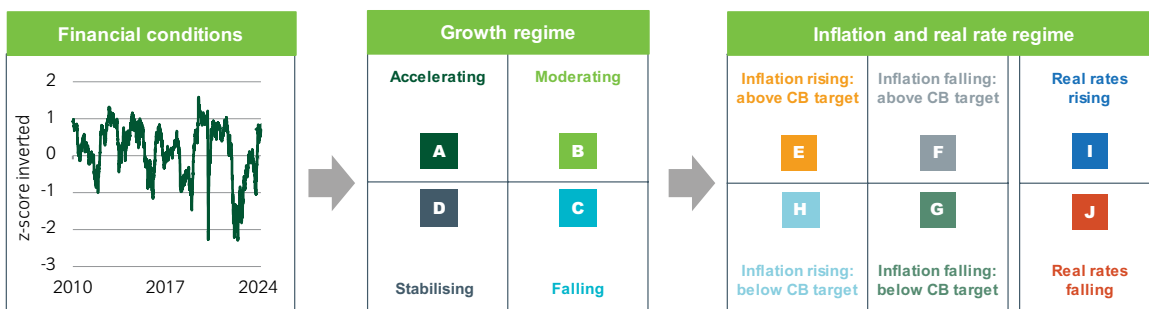 Financial conditions
z-score inverted
2
1
0
-1
-2
-3
2010
2017
2024
Growth regime
Accelerating
Moderating
A
B
D
C
Stabilising
Falling
Inflation and real rate regime
Inflation rising:
above CB target
Inflation falling:
above CB target
Real rates
rising
E
F
I
H
G
J
Inflation rising:
below CB target
Inflation falling:
below CB target
Real rates
falling